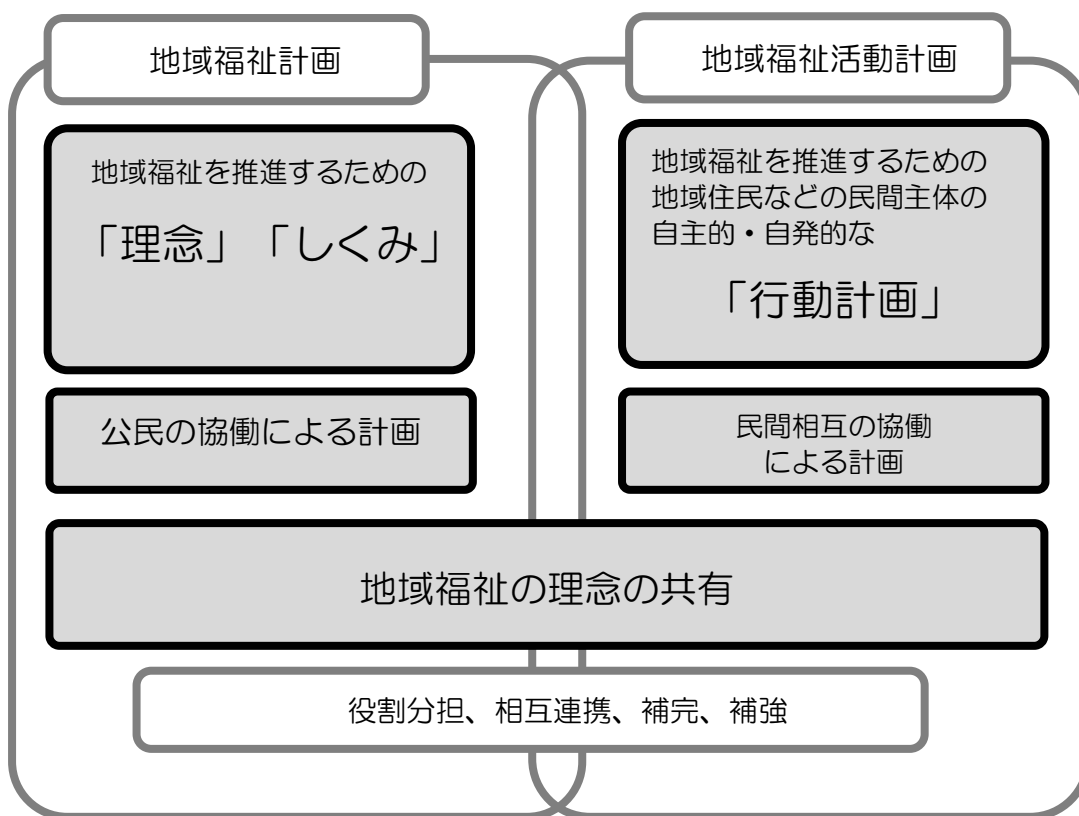 地域福祉計画
地域福祉を推進するための
「理念」「しくみ」
公民の協働による計画
地域福祉活動計画
地域福祉を推進するための
地域住民などの民間主体の
自主的・自発的な
「行動計画」
民間相互の協働
による計画
地域福祉の理念の共有
役割分担、相互連携、補完、補強